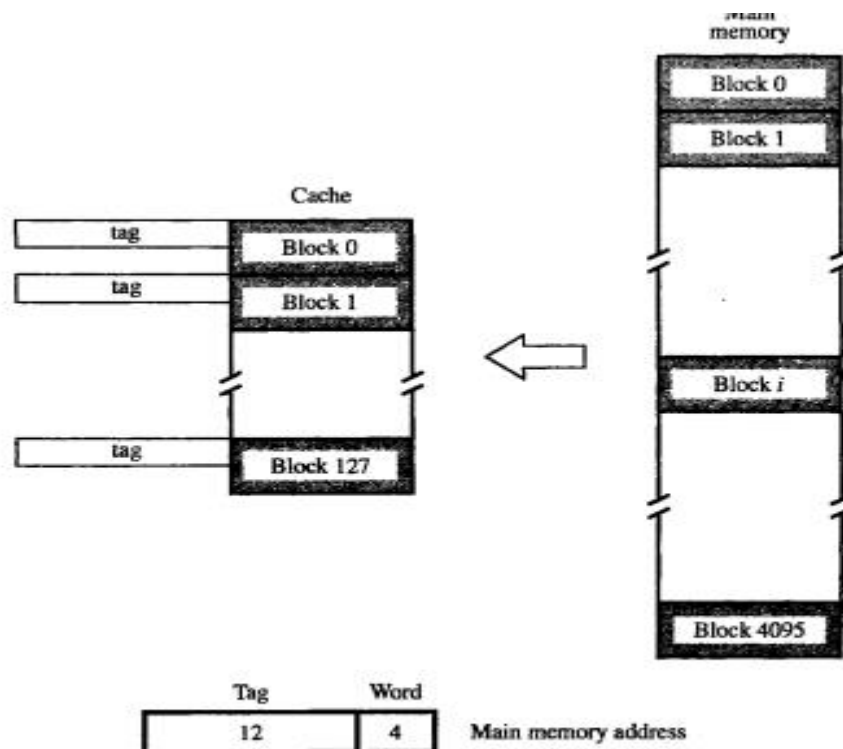 Main
memory
Block 0
Block 1
Cache
tag
Block 0
tag
Block 1
Block i
tag
Block 127
Block 4095
Tag
Word
12
4
Main memory address